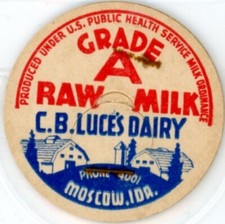 PRODUCED UNDER U.S. PUBLIC HEALTH SERVICE MILK ORDINANCE
GRADE
A
RAW MILK
C.B. LUCE'S DAIRY
PHONE 4001
MOSCOW, IDA.